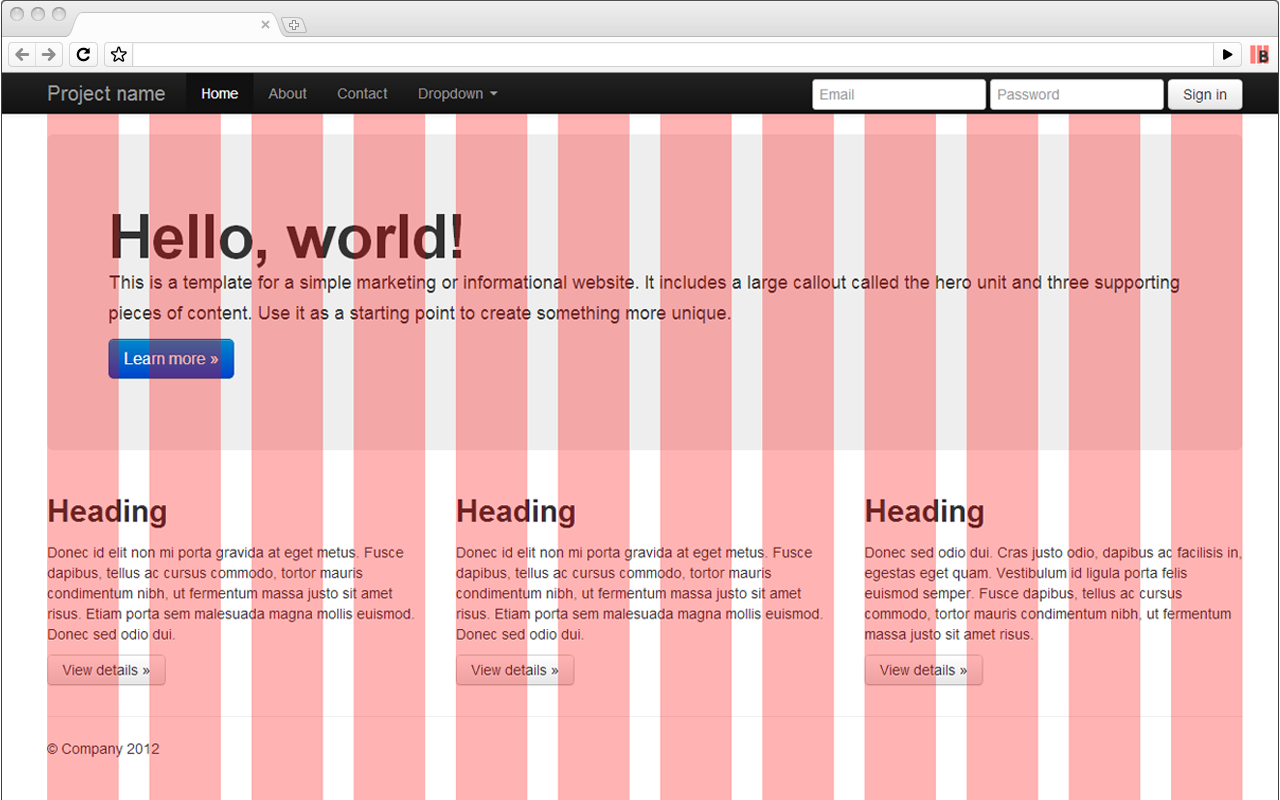 B
Project name Home About Contact Dropdown Email Password Sign in
Hello, world!
This is a template for a simple marketing or informational website. It includes a large callout called the hero unit and three supporting
pieces of content. Use it as a starting point to create something more unique.
Learn more »
Heading
Donec id elit non mi porta gravida at eget metus. Fusce
dapibus, tellus ac cursus commodo, tortor mauris
condimentum nibh, ut fermentum massa justo sit amet
risus. Etiam porta sem malesuada magna mollis euismod.
Donec sed odio dui.
View details »
Heading
Donec id elit non mi porta gravida at eget metus. Fusce
dapibus, tellus ac cursus commodo, tortor mauris
condimentum nibh, ut fermentum massa justo sit amet
risus. Etiam porta sem malesuada magna mollis euismod.
Donec sed odio dui.
View details »
Heading
Donec sed odio dui. Cras justo odio, dapibus ac facilisis in,
egestas eget quam. Vestibulum id ligula porta felis
euismod semper. Fusce dapibus, tellus ac cursus
commodo, tortor mauris condimentum nibh, ut fermentum
massa justo sit amet risus.
View details »
© Company 2012